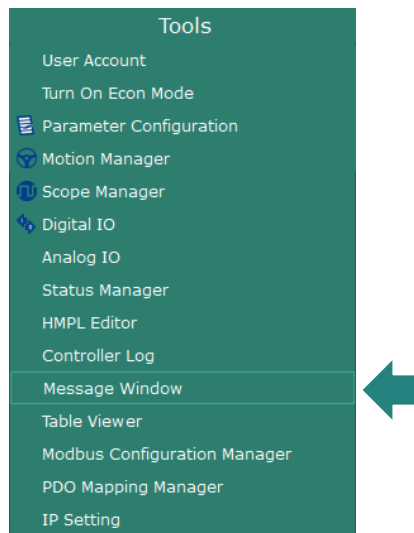 Tools
User Account
Turn On Econ Mode
Parameter Configuration
Motion Manager
Scope Manager
Digital IO
Analog IO
Status Manager
HMPL Editor
Controller Log
Message Window
Table Viewer
Modbus Configuration Manager
PDO Mapping Manager
IP Setting